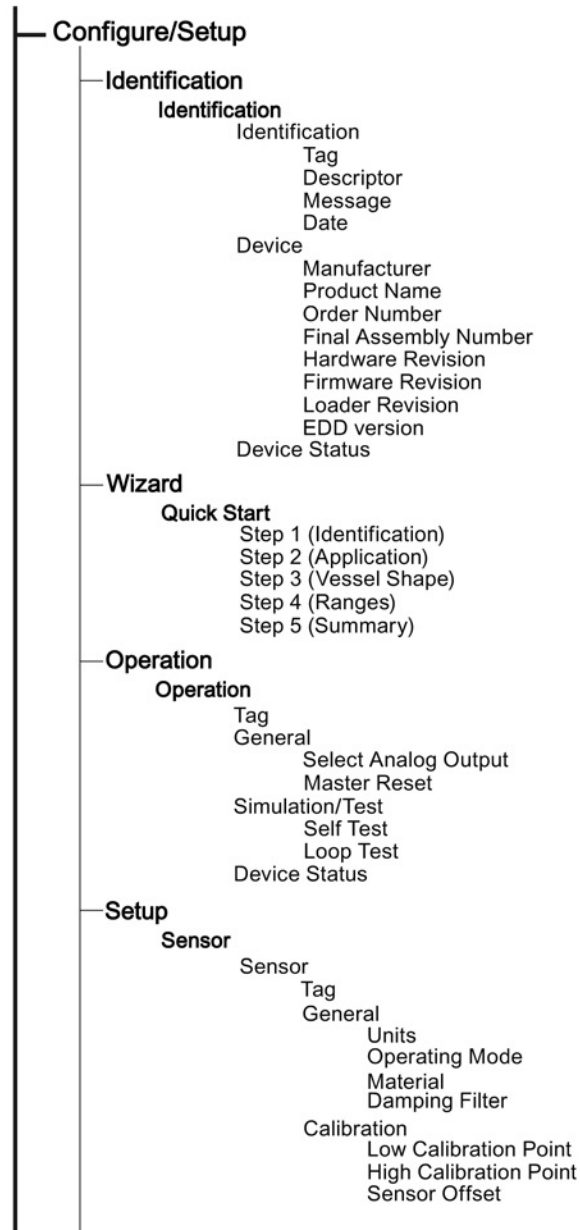 Configure/Setup
Identification
Identification
Identification
Tag
Descriptor
Message
Date
Device
Manufacturer
Product Name
Order Number
Final Assembly Number
Hardware Revision
Firmware Revision
Loader Revision
EDD version
Device Status
Wizard
Quick Start
Step 1 (Identification)
Step 2 (Application)
Step 3 (Vessel Shape)
Step 4 (Ranges)
Step 5 (Summary)
Operation
Operation
Tag
General
Select Analog Output
Master Reset
Simulation/Test
Self Test
Loop Test
Device Status
Setup
Sensor
Sensor
Tag
General
Units
Operating Mode
Material
Damping Filter
Calibration
Low Calibration Point
High Calibration Point
Sensor Offset